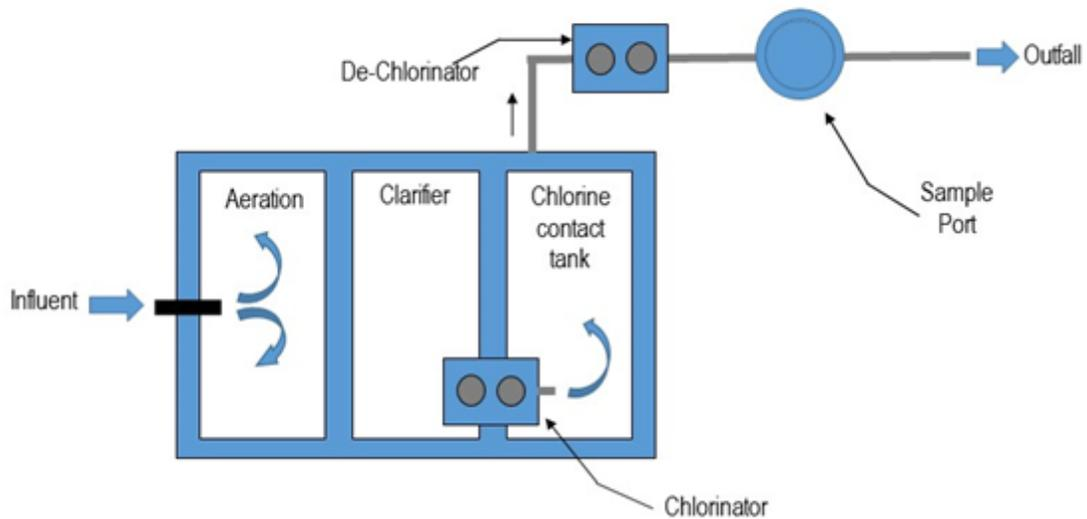 De-Chlorinator
Outfall
Aeration
Clarifier
Chlorine
contact
tank
Sample
Port
Influent
Chlorinator